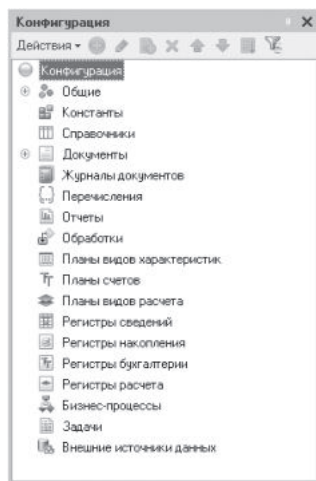 Конфигурация
Действия
Конфигурация
Общие
Константы
Справочники
Документы
Журналы документов
Перечисления
Отчеты
Обработки
Планы видов характеристик
Планы счетов
Планы видов расчета
Регистры сведений
Регистры накопления
Регистры бухгалтерии
Регистры расчета
Бизнес-процессы
Задачи
Внешние источники данных